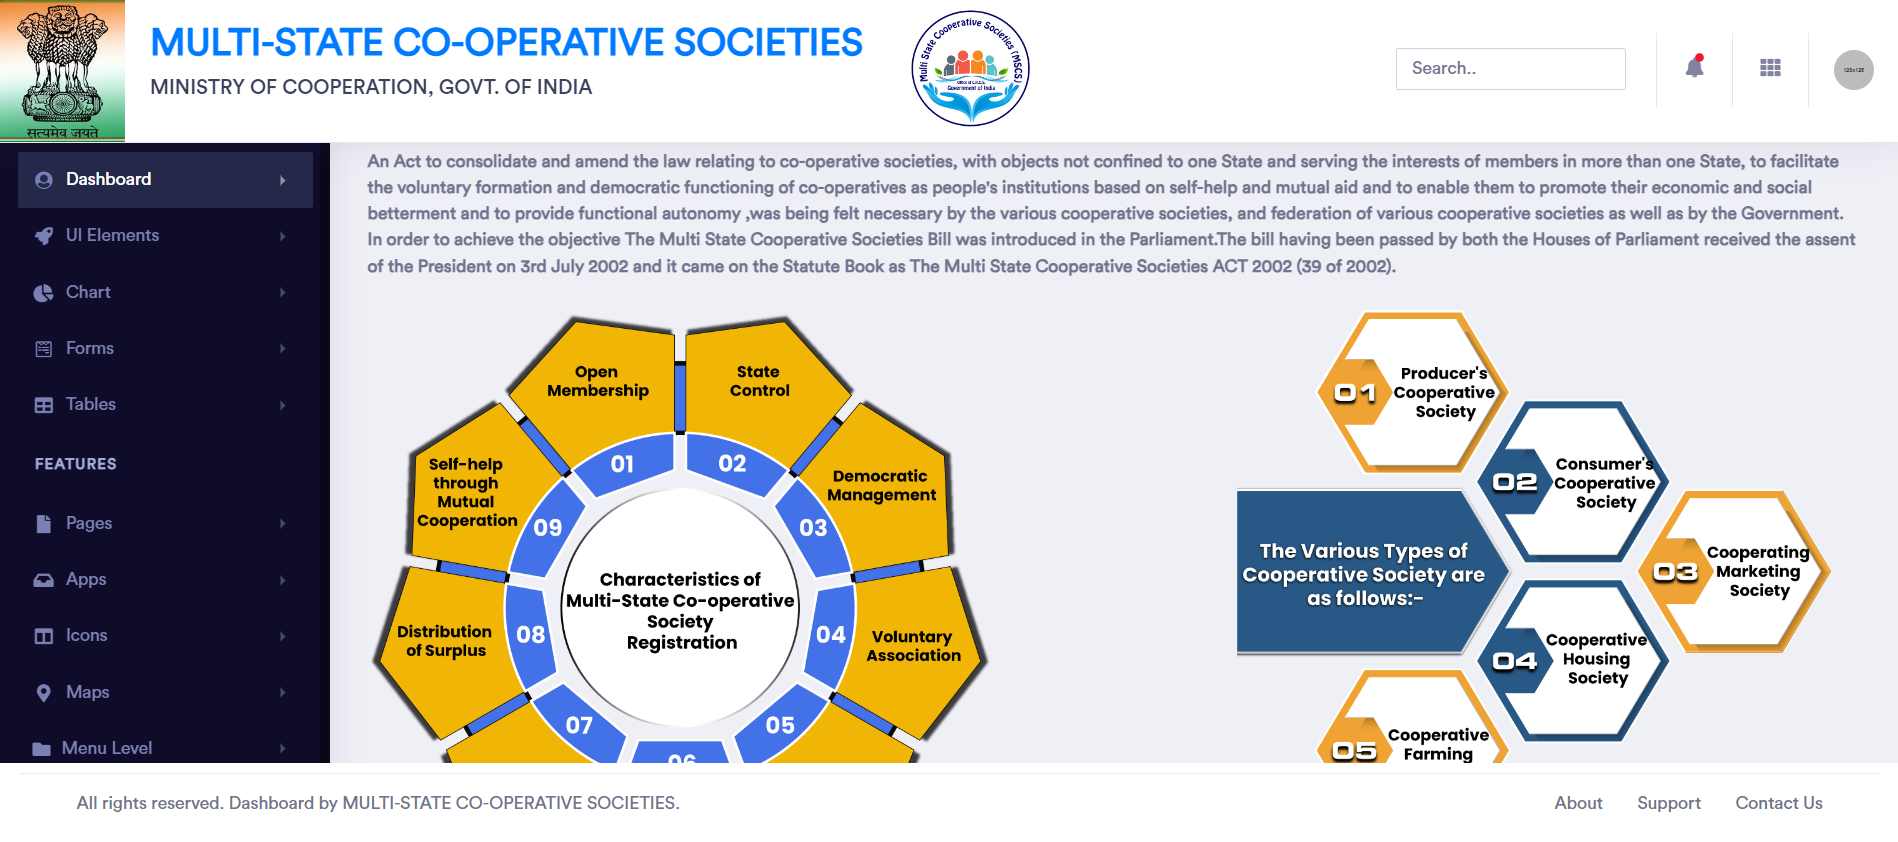 सत्यमेव जयते
MULTI-STATE CO-OPERATIVE SOCIETIES
MINISTRY OF COOPERATION, GOVT. OF INDIA
Multi State Cooperative Societies (MSCS)
Office of C.R.C.S.
Government of India
Search..
128x128
Dashboard
UI Elements
Chart
Forms
Tables
FEATURES
Pages
Apps
Icons
Maps
Menu Level
An Act to consolidate and amend the law relating to co-operative societies, with objects not confined to one State and serving the interests of members in more than one State, to facilitate
the voluntary formation and democratic functioning of co-operatives as people's institutions based on self-help and mutual aid and to enable them to promote their economic and social
betterment and to provide functional autonomy ,was being felt necessary by the various cooperative societies, and federation of various cooperative societies as well as by the Government.
In order to achieve the objective The Multi State Cooperative Societies Bill was introduced in the Parliament.The bill having been passed by both the Houses of Parliament received the assent
of the President on 3rd July 2002 and it came on the Statute Book as The Multi State Cooperative Societies ACT 2002 (39 of 2002).
Open
Membership
01
State
Control
02
Democratic
Management
03
Voluntary
Association
04
05
06
07
Distribution
of Surplus
08
Self-help
through
Mutual
Cooperation
09
Characteristics of
Multi-State Co-operative
Society
Registration
The Various Types of
Cooperative Society are
as follows:-
01
Producer's
Cooperative
Society
02
Consumer's
Cooperative
Society
03
Cooperating
Marketing
Society
04
Cooperative
Housing
Society
05
Cooperative
Farming
All rights reserved. Dashboard by MULTI-STATE CO-OPERATIVE SOCIETIES.
About
Support
Contact Us